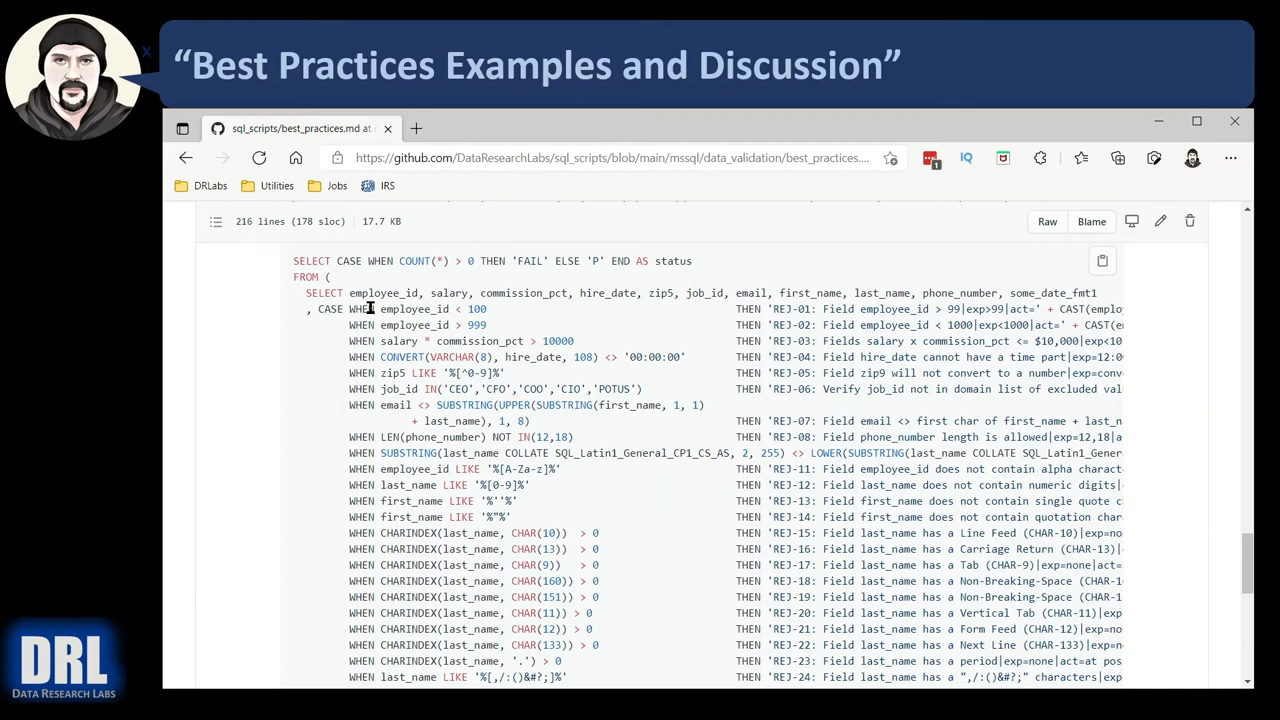 “Best Practices Examples and Discussion”
x
sql_scripts/best_practices.md at
https://github.com/DataResearchLabs/sql_scripts/blob/main/mssql/data_validation/best_practices....
1
IQ
DRLabs
Utilities
Jobs
IRS
216 lines (178 sloc)
17.7 KB
Raw
Blame
SELECT CASE WHEN COUNT(*) > 0 THEN 'FAIL' ELSE 'P' END AS status
FROM (
SELECT employee_id, salary, commission_pct, hire_date, zip5, job_id, email, first_name, last_name, phone_number, some_date_fmt1
, CASE WHEN employee_id < 100 THEN 'REJ-01: Field employee_id > 99|exp>99|act=' + CAST(employ
WHEN employee_id > 999 THEN 'REJ-02: Field employee_id < 1000|exp<1000|act=' + CAST(emp
WHEN salary * commission_pct > 10000 THEN 'REJ-03: Fields salary x commission_pct <= $10,000|exp<10
WHEN CONVERT(VARCHAR(8), hire_date, 108) <> '00:00:00' THEN 'REJ-04: Field hire_date cannot have a time part|exp=12:0
WHEN zip5 LIKE '%[^0-9]%' THEN 'REJ-05: Field zip9 will not convert to a number|exp=conv
WHEN job_id IN('CEO','CFO','COO','CIO','POTUS') THEN 'REJ-06: Verify job_id not in domain list of excluded val
WHEN email <> SUBSTRING(UPPER(SUBSTRING(first_name, 1, 1)
+ last_name), 1, 8) THEN 'REJ-07: Field email <> first char of first_name + last_n
WHEN LEN(phone_number) NOT IN(12,18) THEN 'REJ-08: Field phone_number length is allowed|exp=12,18|a
WHEN SUBSTRING(last_name COLLATE SQL_Latin1_General_CP1_CS_AS, 2, 255) <> LOWER(SUBSTRING(last_name COLLATE SQL_Latin1_Genera
WHEN employee_id LIKE '%[A-Za-z]%' THEN 'REJ-11: Field employee_id does not contain alpha charact
WHEN last_name LIKE '%[0-9]%' THEN 'REJ-12: Field last_name does not contain numeric digits|
WHEN first_name LIKE '%''%' THEN 'REJ-13: Field first_name does not contain single quote c
WHEN first_name LIKE '%"%' THEN 'REJ-14: Field first_name does not contain quotation char
WHEN CHARINDEX(last_name, CHAR(10)) > 0 THEN 'REJ-15: Field last_name has a Line Feed (CHAR-10)|exp=no
WHEN CHARINDEX(last_name, CHAR(13)) > 0 THEN 'REJ-16: Field last_name has a Carriage Return (CHAR-13)|
WHEN CHARINDEX(last_name, CHAR(9)) > 0 THEN 'REJ-17: Field last_name has a Tab (CHAR-9)|exp=none|act=
WHEN CHARINDEX(last_name, CHAR(160)) > 0 THEN 'REJ-18: Field last_name has a Non-Breaking-Space (CHAR-1
WHEN CHARINDEX(last_name, CHAR(151)) > 0 THEN 'REJ-19: Field last_name has a Non-Breaking-Space (CHAR-1
WHEN CHARINDEX(last_name, CHAR(11)) > 0 THEN 'REJ-20: Field last_name has a Vertical Tab (CHAR-11)|exp
WHEN CHARINDEX(last_name, CHAR(12)) > 0 THEN 'REJ-21: Field last_name has a Form Feed (CHAR-12)|exp=no
WHEN CHARINDEX(last_name, CHAR(133)) > 0 THEN 'REJ-22: Field last_name has a Next Line (CHAR-133)|exp=n
WHEN CHARINDEX(last_name, '.') > 0 THEN 'REJ-23: Field last_name has a period|exp=none|act=at pos
WHEN last_name LIKE '%[,/:()&#?;]%' THEN 'REJ-24: Field last_name has a ",/:()&#?;" characters|exp
DRL
DATA RESEARCH LABS